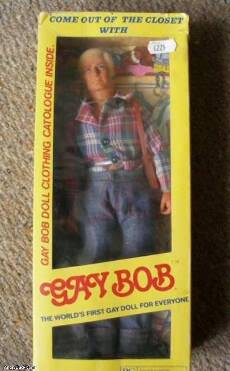 COME OUT OF THE CLOSET
WITH
GAY BOB DOLL CLOTHING CATOLOGUE INSIDE.
GAY BOB
THE WORLD'S FIRST GAY DOLL FOR EVERYONE